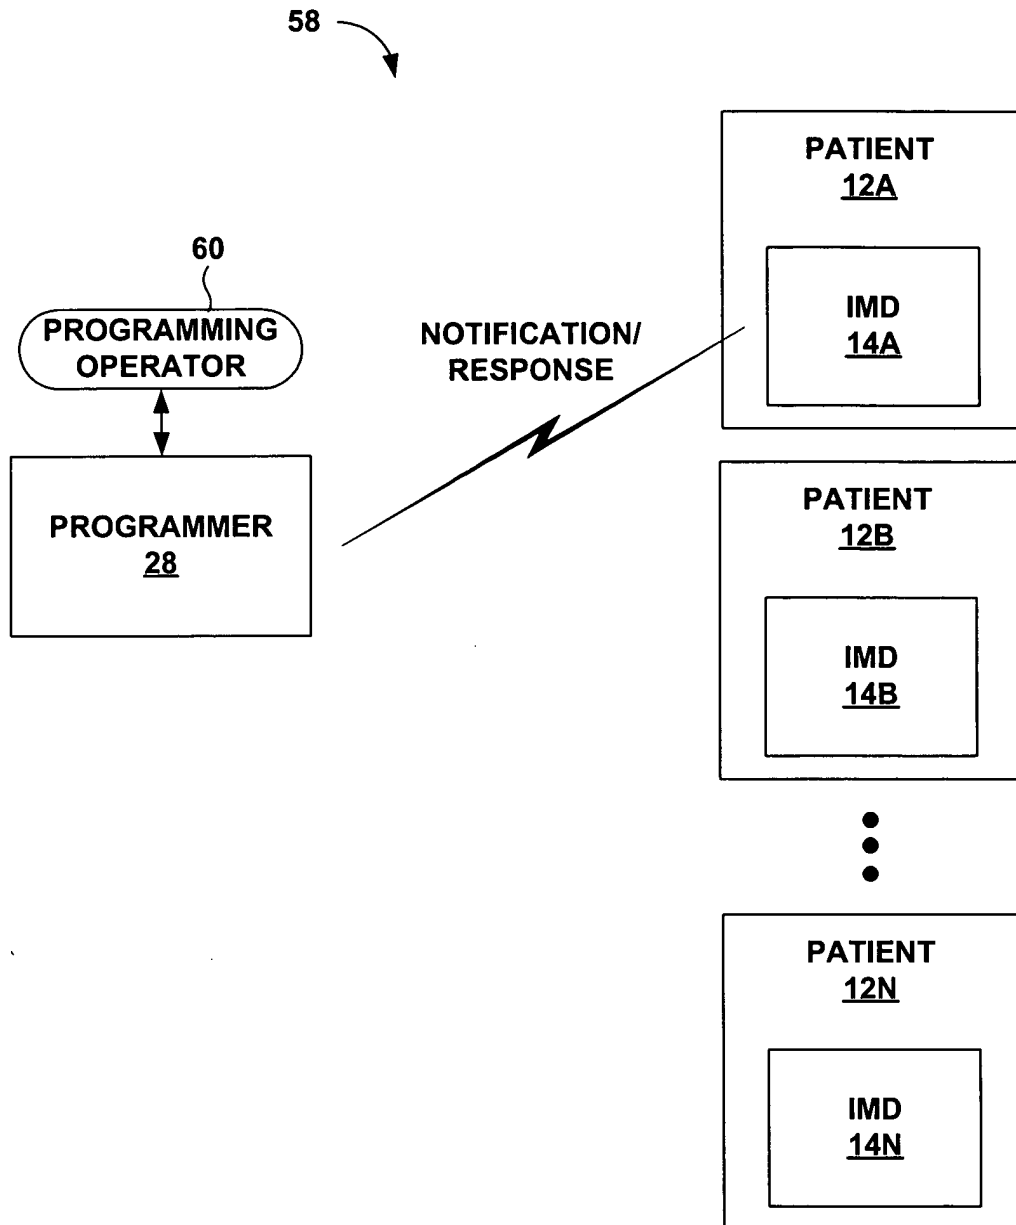 58
PATIENT
12A
60
PROGRAMMING
OPERATOR
NOTIFICATION/
RESPONSE
IMD
14A
PROGRAMMER
28
PATIENT
12B
IMD
14B
PATIENT
12N
IMD
14N